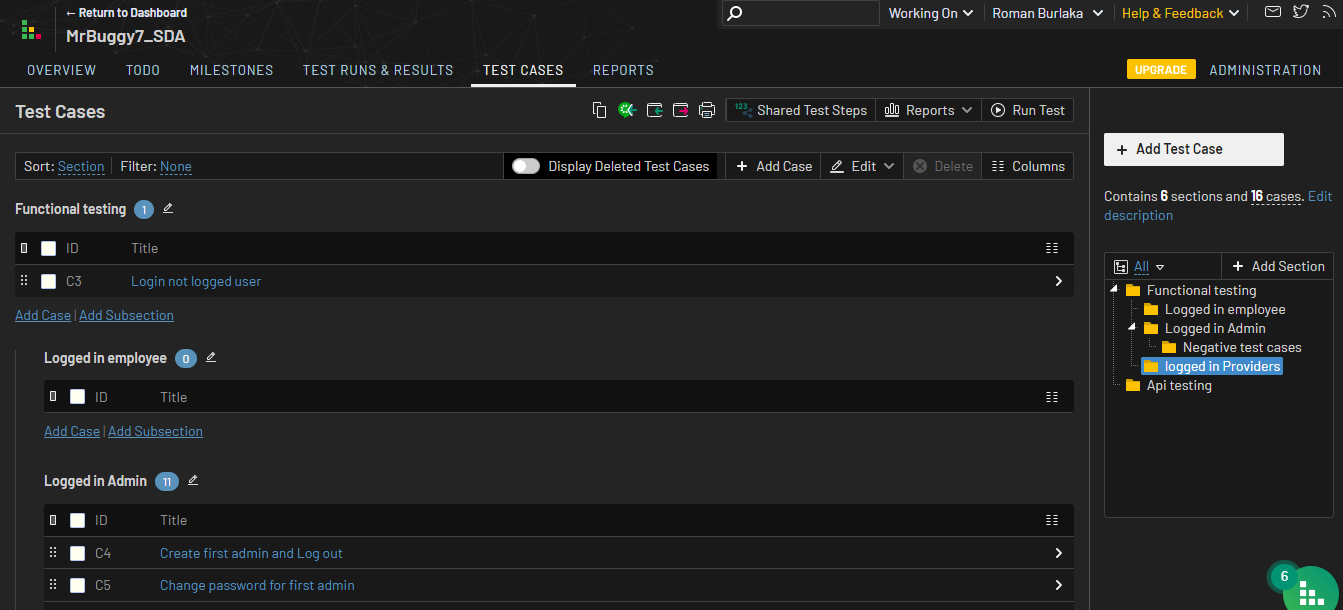 ← Return to Dashboard
MrBuggy7_SDA
Working On
Roman Burlaka
Help & Feedback
OVERVIEW
TODO
MILESTONES
TEST RUNS & RESULTS
TEST CASES
REPORTS
UPGRADE
ADMINISTRATION
Test Cases
123
Shared Test Steps
Reports
Run Test
Sort: Section
Filter: None
Display Deleted Test Cases
+ Add Case
Edit
Delete
Columns
Functional testing 1
ID Title
C3 Login not logged user
Add Case | Add Subsection
Logged in employee 0
ID Title
Add Case | Add Subsection
Logged in Admin 11
ID Title
C4 Create first admin and Log out
C5 Change password for first admin
+ Add Test Case
Contains 6 sections and 16 cases. Edit
description
All
+ Add Section
Functional testing
Logged in employee
Logged in Admin
Negative test cases
logged in Providers
Api testing
6